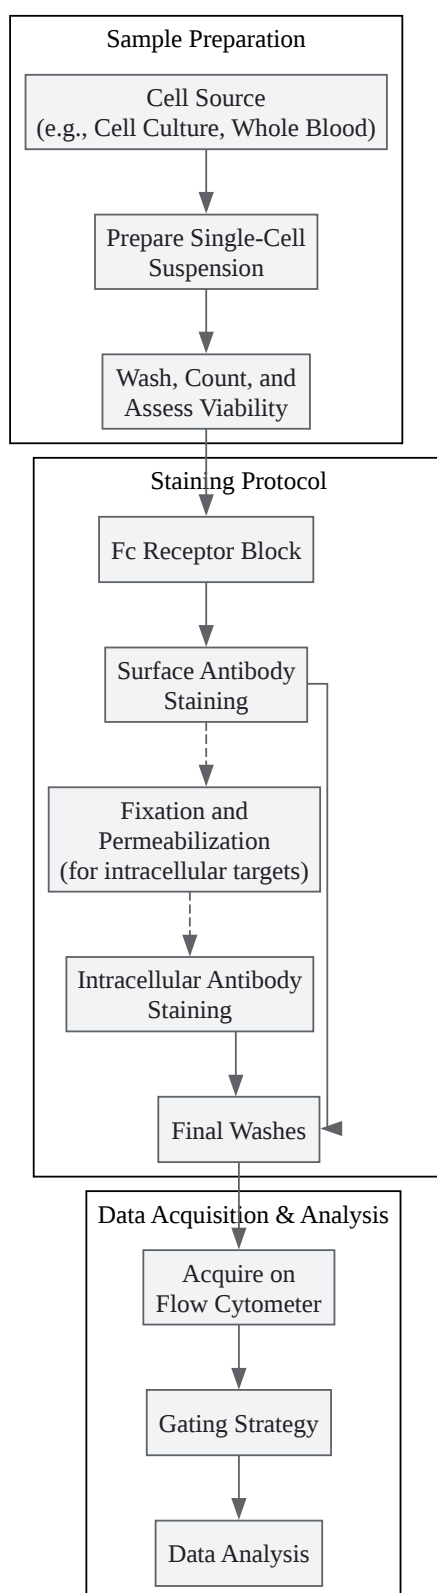 Sample Preparation
Cell Source
(e.g., Cell Culture, Whole Blood)
Prepare Single-Cell
Suspension
Wash, Count, and
Assess Viability
Staining Protocol
Fc Receptor Block
Surface Antibody
Staining
Fixation and
Permeabilization
(for intracellular targets)
Intracellular Antibody
Staining
Final Washes
Data Acquisition & Analysis
Acquire on
Flow Cytometer
Gating Strategy
Data Analysis